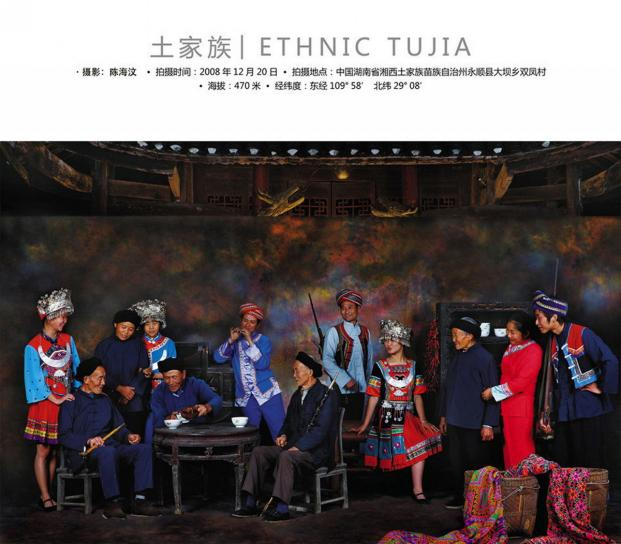 土家族| ETHNIC TUJIA
· 摄影：陈海汶 • 拍摄时间：2008 年 12 月 20 日 • 拍摄地点：中国湖南省湘西土家族苗族自治州永顺县大坝乡双凤村
• 海拔：470 米 • 经纬度：东经 109° 58′ 北纬 29° 08′